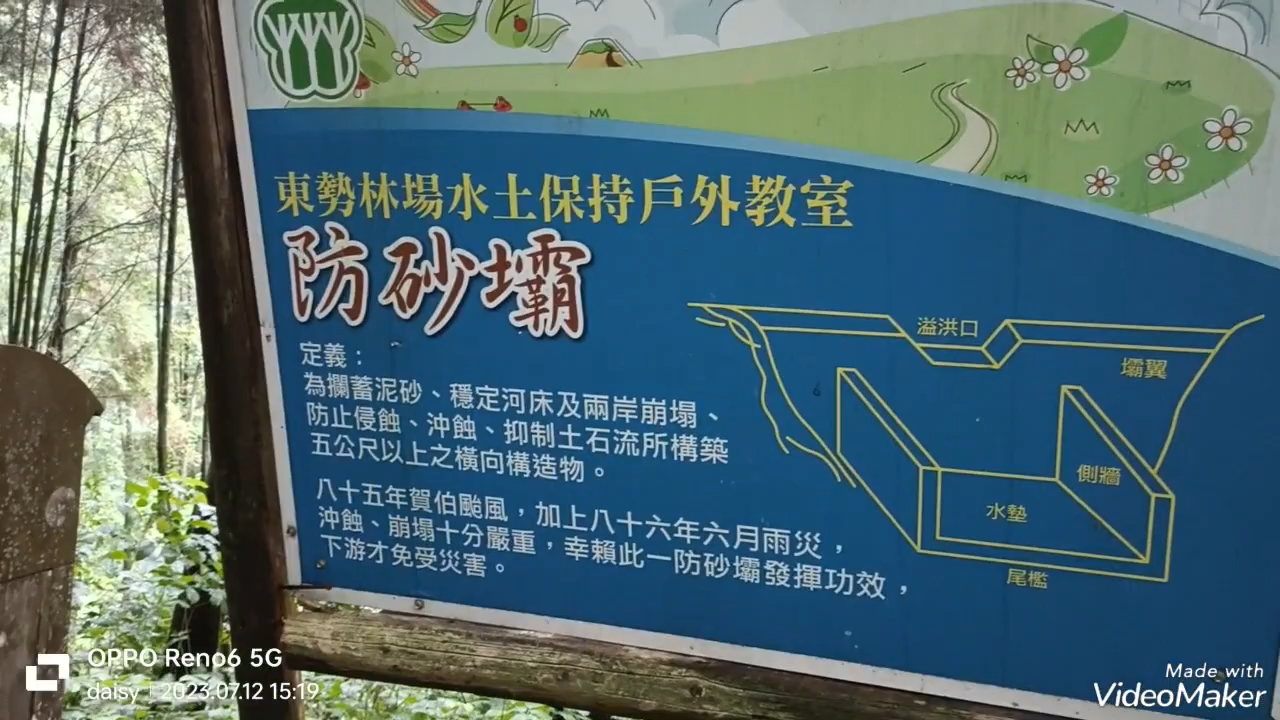 東勢林場水土保持戶外教室
防砂壩
定義：
為攔蓄泥砂、穩定河床及兩岸崩塌、
防止侵蝕、沖蝕、抑制土石流所構築
五公尺以上之橫向構造物。
八十五年賀伯颱風，加上八十六年六月雨災，
沖蝕、崩塌十分嚴重，幸賴此一防砂壩發揮功效，
下游才免受災害。
溢洪口
壩翼
側牆
水墊
尾檻
OPPO Reno6 5G
daisy | 2023.07.12 15:19
Made with
VideoMaker